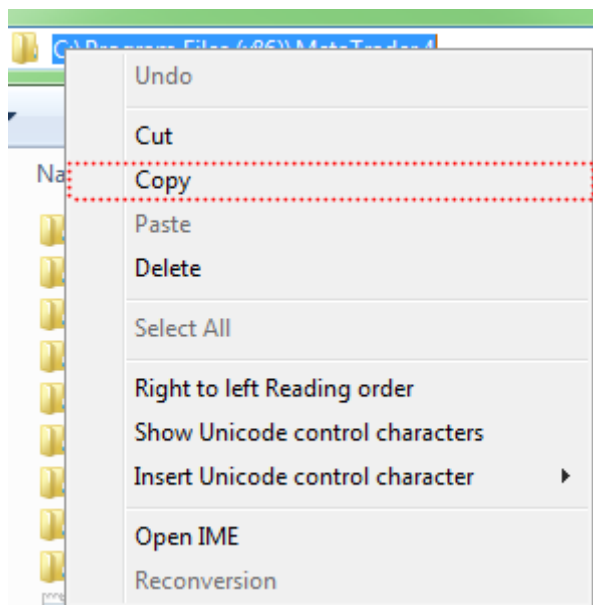 C:\Program Files (x86)\MetaTrader 4
Undo
Cut
Na
Copy
Paste
Delete
Select All
Right to left Reading order
Show Unicode control characters
Insert Unicode control character
Open IME
Reconversion